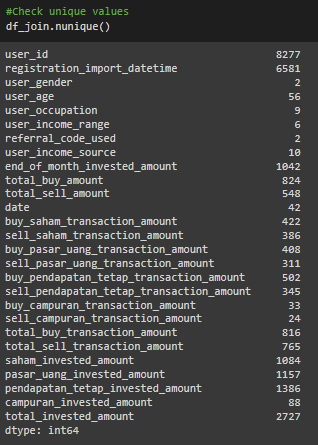 #Check unique values
df_join.nunique()
user_id 8277
registration_import_datetime 6581
user_gender 2
user_age 56
user_occupation 9
user_income_range 6
referral_code_used 2
user_income_source 10
end_of_month_invested_amount 1042
total_buy_amount 824
total_sell_amount 548
date 42
buy_saham_transaction_amount 422
sell_saham_transaction_amount 386
buy_pasar_uang_transaction_amount 408
sell_pasar_uang_transaction_amount 311
buy_pendapatan_tetap_transaction_amount 502
sell_pendapatan_tetap_transaction_amount 345
buy_campuran_transaction_amount 33
sell_campuran_transaction_amount 24
total_buy_transaction_amount 816
total_sell_transaction_amount 765
saham_invested_amount 1084
pasar_uang_invested_amount 1157
pendapatan_tetap_invested_amount 1386
campuran_invested_amount 88
total_invested_amount 2727
dtype: int64